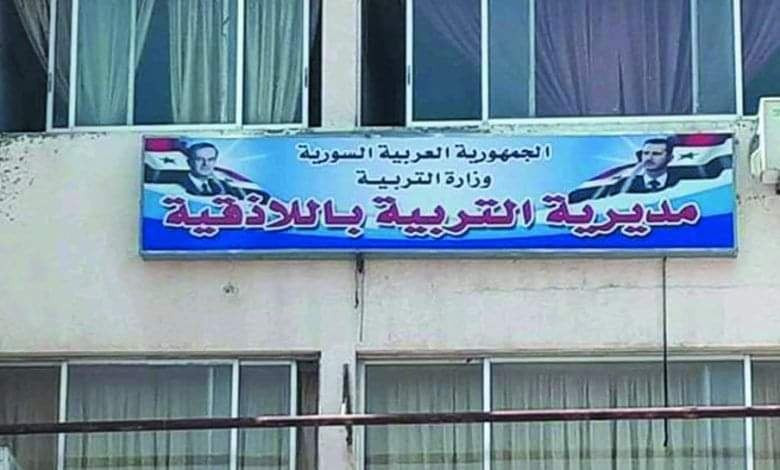 الجمهورية العربية السورية
وزارة التربية
مديرية التربية باللاذقية